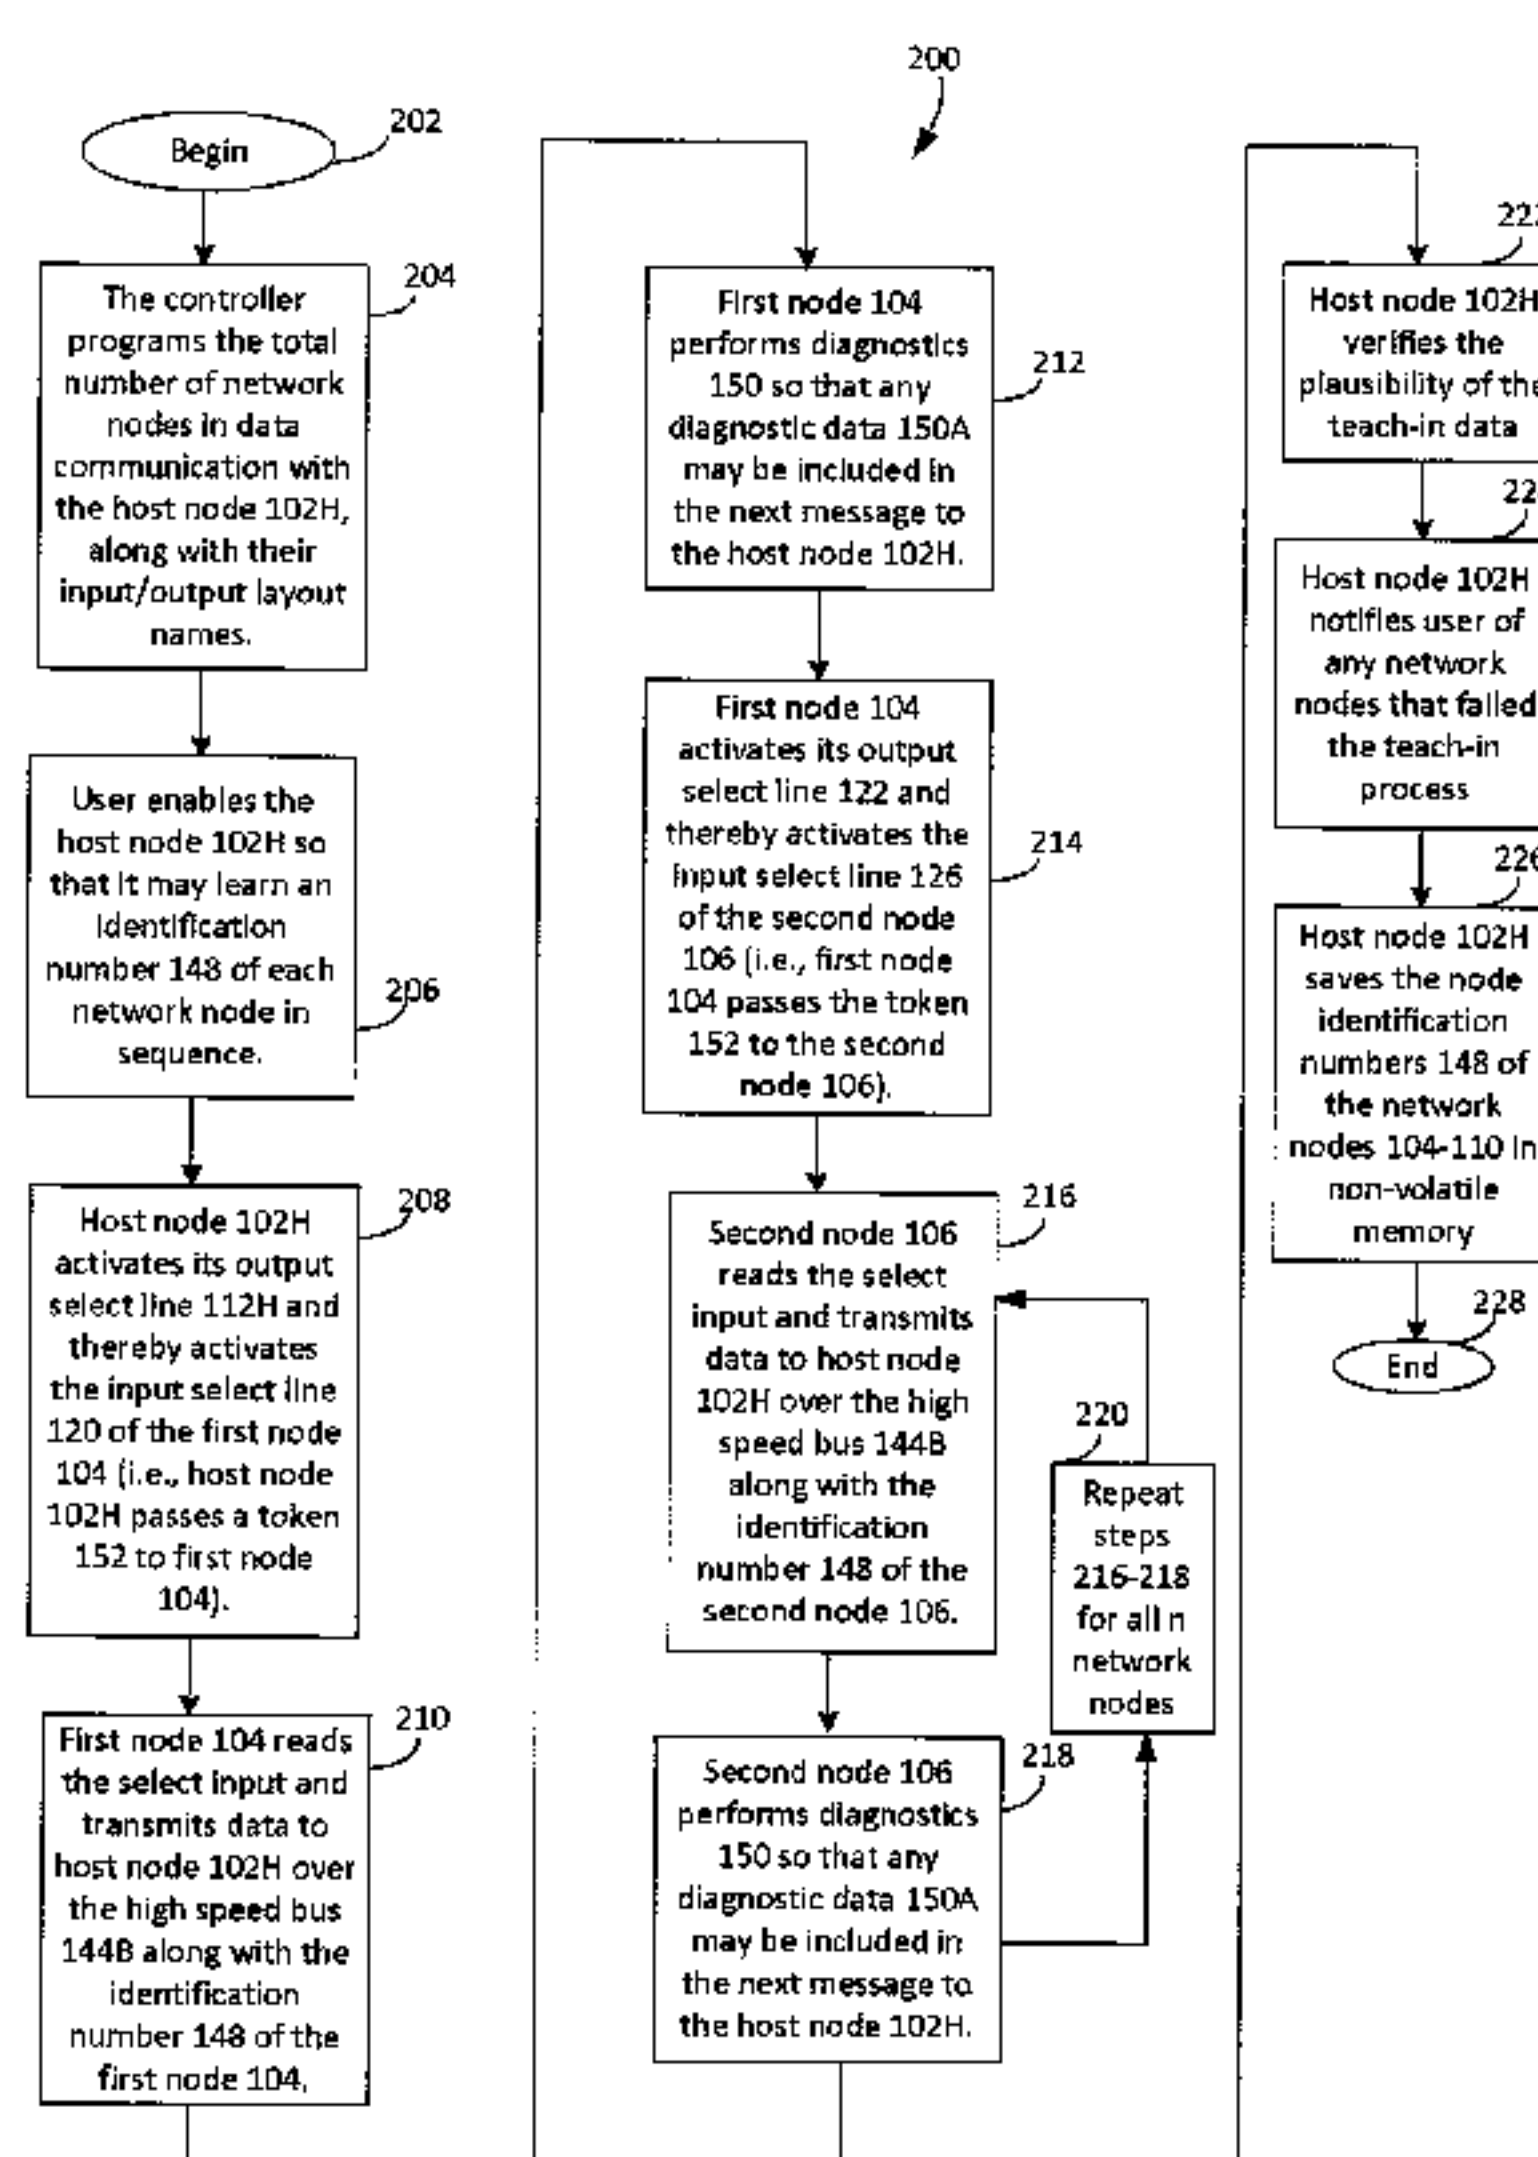 200
202
Begin
204
The controller
programs the total
number of network
nodes in data
communication with
the host node 102H,
along with their
input/output layout
names.
User enables the
host node 102H so
that it may learn an
identification
number 148 of each
network node in
sequence.
206
208
Host node 102H
activates its output
select line 112H and
thereby activates
the input select line
120 of the first node
104 (i.e., host node
102H passes a token
152 to first node
104).
210
First node 104 reads
the select input and
transmits data to
host node 102H over
the high speed bus
144B along with the
identification
number 148 of the
first node 104.
First node 104
performs diagnostics
150 so that any
diagnostic data 150A
may be included in
the next message to
the host node 102H.
212
First node 104
activates its output
select line 122 and
thereby activates the
input select line 126
of the second node
106 (i.e., first node
104 passes the token
152 to the second
node 106).
214
216
Second node 106
reads the select
input and transmits
data to host node
102H over the high
speed bus 144B
along with the
identification
number 148 of the
second node 106.
220
Repeat
steps
216-218
for all n
network
nodes
218
Second node 106
performs diagnostics
150 so that any
diagnostic data 150A
may be included in
the next message to
the host node 102H.
Host node 102H
verifies the
plausibility of the
teach-in data
Host node 102H
notifies user of
any network
nodes that failed
the teach-in
process
226
Host node 102H
saves the node
identification
numbers 148 of
the network
nodes 104-110 in
non-volatile
memory
228
End